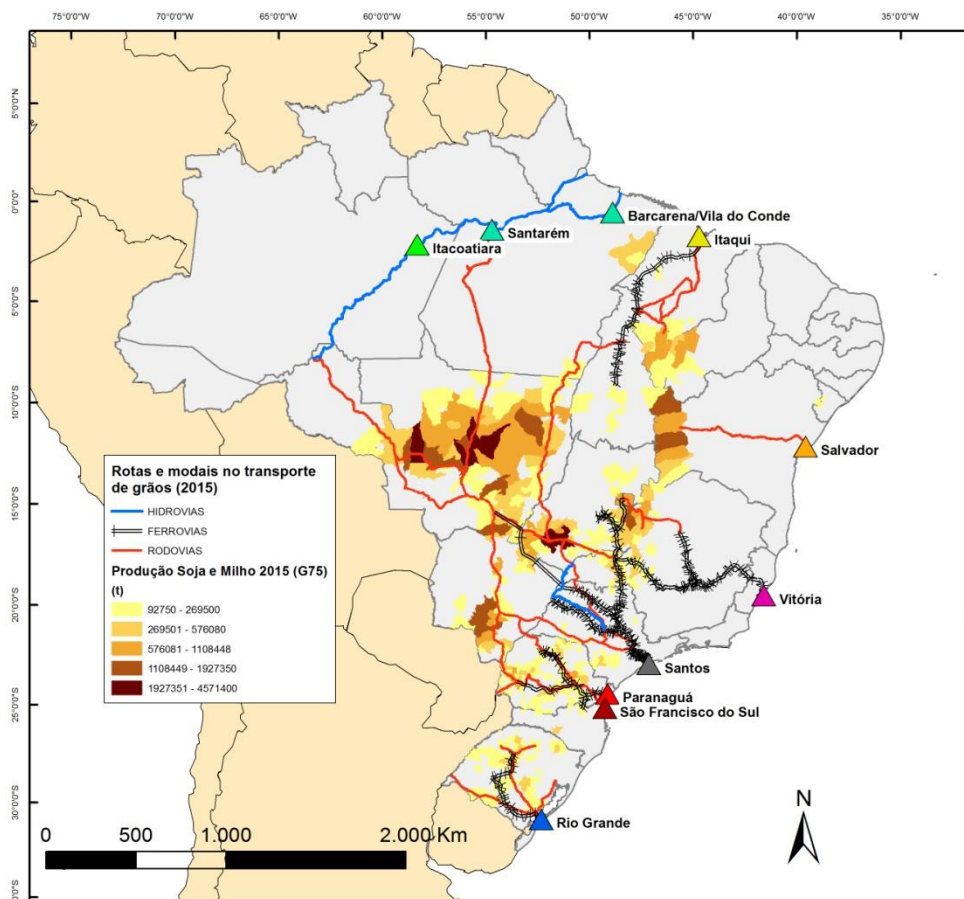 75°0'0"W 70°0'0"W 65°0'0"W 60°0'0"W 55°0'0"W 50°0'0"W 45°0'0"W 40°0'0"W 35°0'0"W
5°0'0"N
0°0'0"
Barcarena/Vila do Conde
Santarém
Itaqui
Itacoatiara
5°0'0"S
10°0'0"S
Salvador
Rotas e modais no transporte
de grãos (2015)
HIDROVIAS
FERROVIAS
RODOVIAS
Produção Soja e Milho 2015 (G75)
(t)
92750 - 269500
269501 - 576080
576081 - 1108448
1108449 - 1927350
1927351 - 4571400
15°0'0"S
20°0'0"S
Vitória
Santos
Paranaguá
São Francisco do Sul
25°0'0"S
30°0'0"S
Rio Grande
N
0 500 1.000 2.000 Km